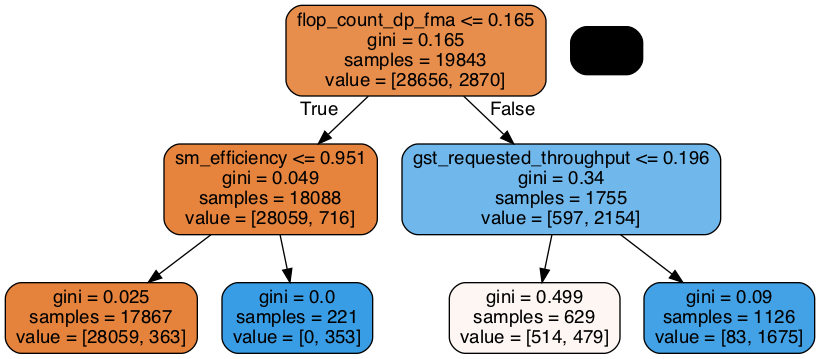 flop_count_dp_fma <= 0.165
gini = 0.165
samples = 19843
value = [28656, 2870]
True
False
sm_efficiency <= 0.951
gini = 0.049
samples = 18088
value = [28059, 716]
gst_requested_throughput <= 0.196
gini = 0.34
samples = 1755
value = [597, 2154]
gini = 0.025
samples = 17867
value = [28059, 363]
gini = 0.0
samples = 221
value = [0, 353]
gini = 0.499
samples = 629
value = [514, 479]
gini = 0.09
samples = 1126
value = [83, 1675]